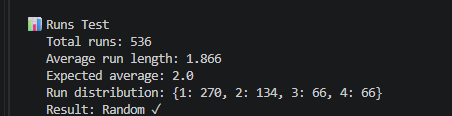 📊 Runs Test
Total runs: 536
Average run length: 1.866
Expected average: 2.0
Run distribution: {1: 270, 2: 134, 3: 66, 4: 66}
Result: Random ✓